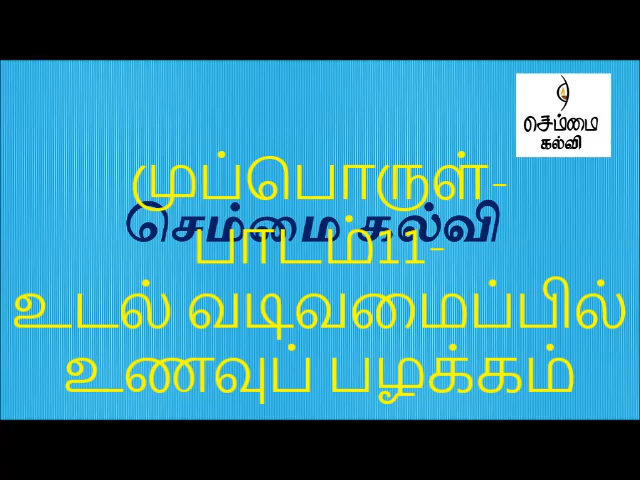 செம்மை
கல்வி
முப்பொருள்-
செம்மை கல்வி
பாடம்11-
உடல் வடிவமைப்பில்
உணவுப் பழக்கம்